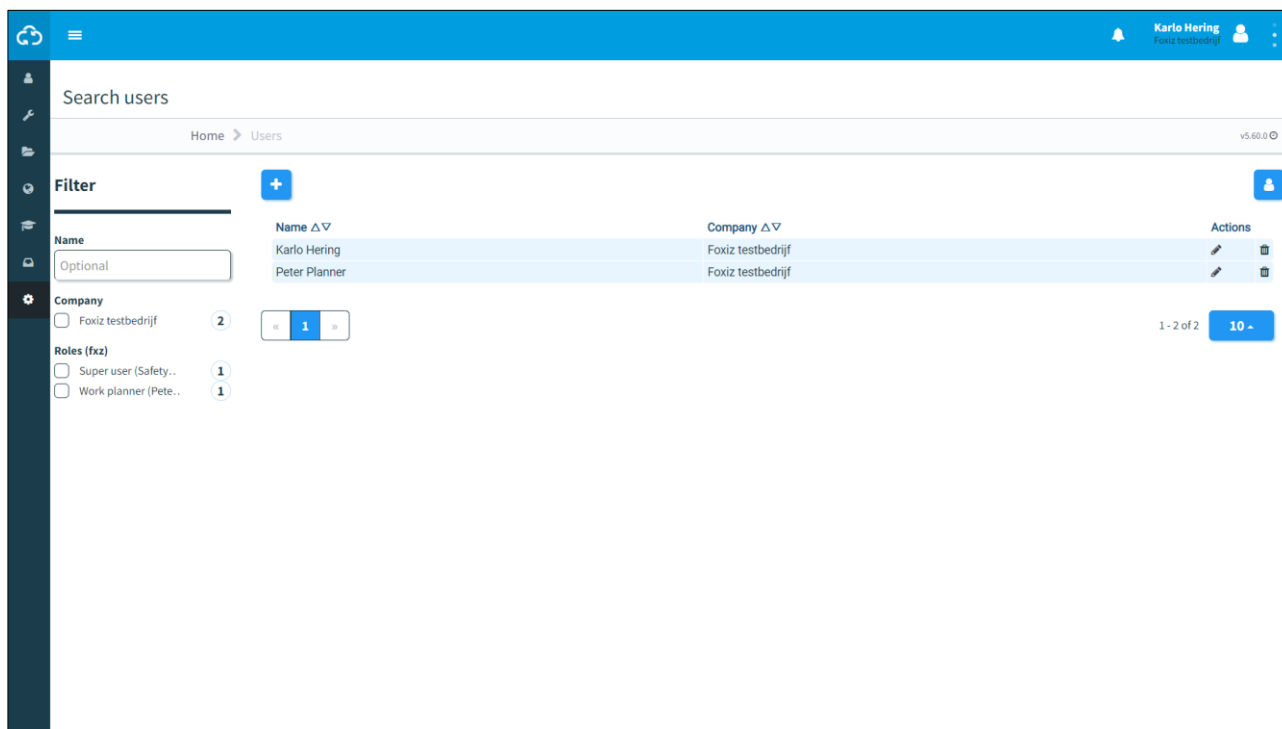 Karlo Hering
Foxiz testbedrijf
Search users
Home Users
v5.60.0
Filter
Name
Optional
Company
Foxiz testbedrijf 2
Roles (fxz)
Super user (Safety.. 1
Work planner (Pete.. 1
Name Company Actions
Karlo Hering Foxiz testbedrijf
Peter Planner Foxiz testbedrijf
« 1 »
1 - 2 of 2
10